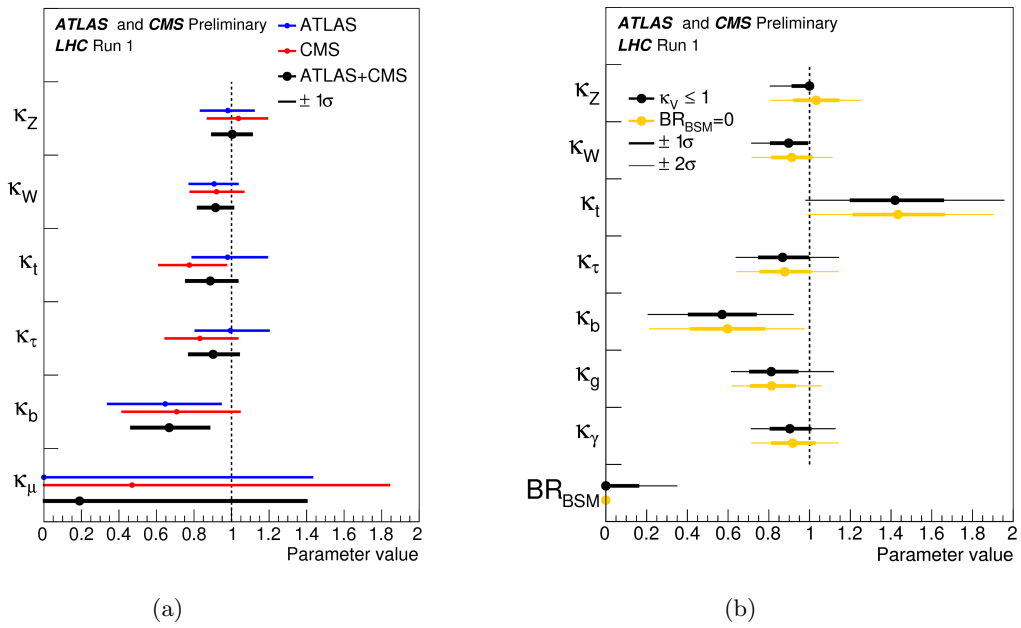 ATLAS and CMS Preliminary
LHC Run 1
ATLAS
CMS
ATLAS+CMS
± 1σ
κZ
κW
κt
κτ
κb
κμ
0 0.2 0.4 0.6 0.8 1 1.2 1.4 1.6 1.8 2
Parameter value
(a)
ATLAS and CMS Preliminary
LHC Run 1
κV ≤ 1
BRBSM=0
± 1σ
± 2σ
κZ
κW
κt
κτ
κb
κg
κγ
BRBSM
0 0.2 0.4 0.6 0.8 1 1.2 1.4 1.6 1.8 2
Parameter value
(b)